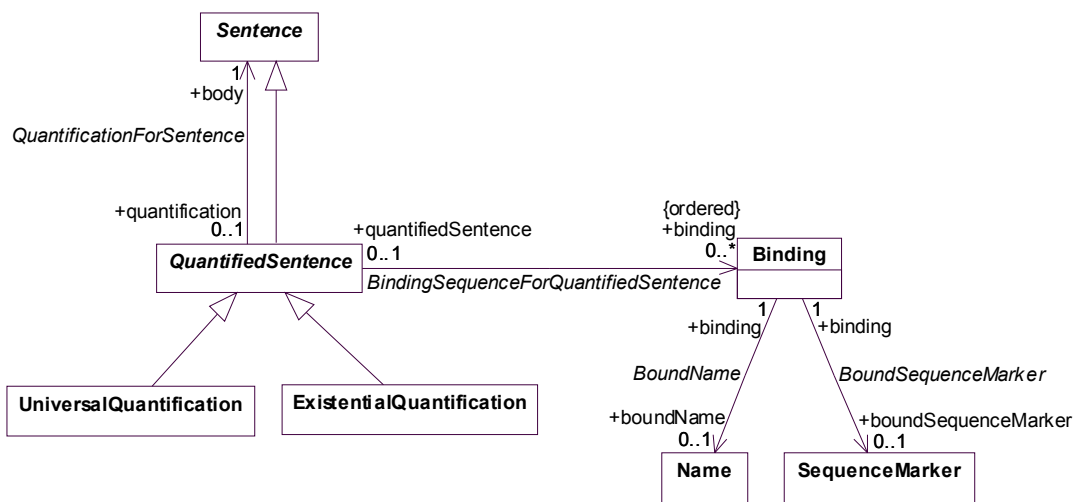 Sentence
1
+body
QuantificationForSentence
+quantification
0..1
QuantifiedSentence
+quantifiedSentence
0..1
BindingSequenceForQuantifiedSentence
{ordered}
+binding
0..*
Binding
1
+binding
1
+binding
BoundName
BoundSequenceMarker
+boundName
0..1
+boundSequenceMarker
0..1
Name
SequenceMarker
UniversalQuantification
ExistentialQuantification